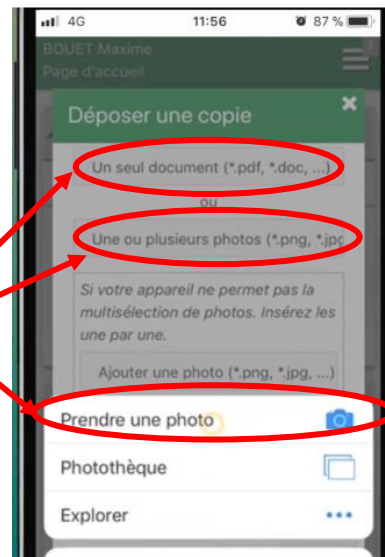 4G 11:56 87 %
BOUET Maxime
3
Page d'accueil
Déposer une copie
Un seul document (*.pdf, *.doc, ...)
ou
Une ou plusieurs photos (*.png, *.jpg
Si votre appareil ne permet pas la
multisélection de photos. Insérez les
une par une.
Ajouter une photo (*.png, *.jpg, ...)
Prendre une photo
Photothèque
Explorer